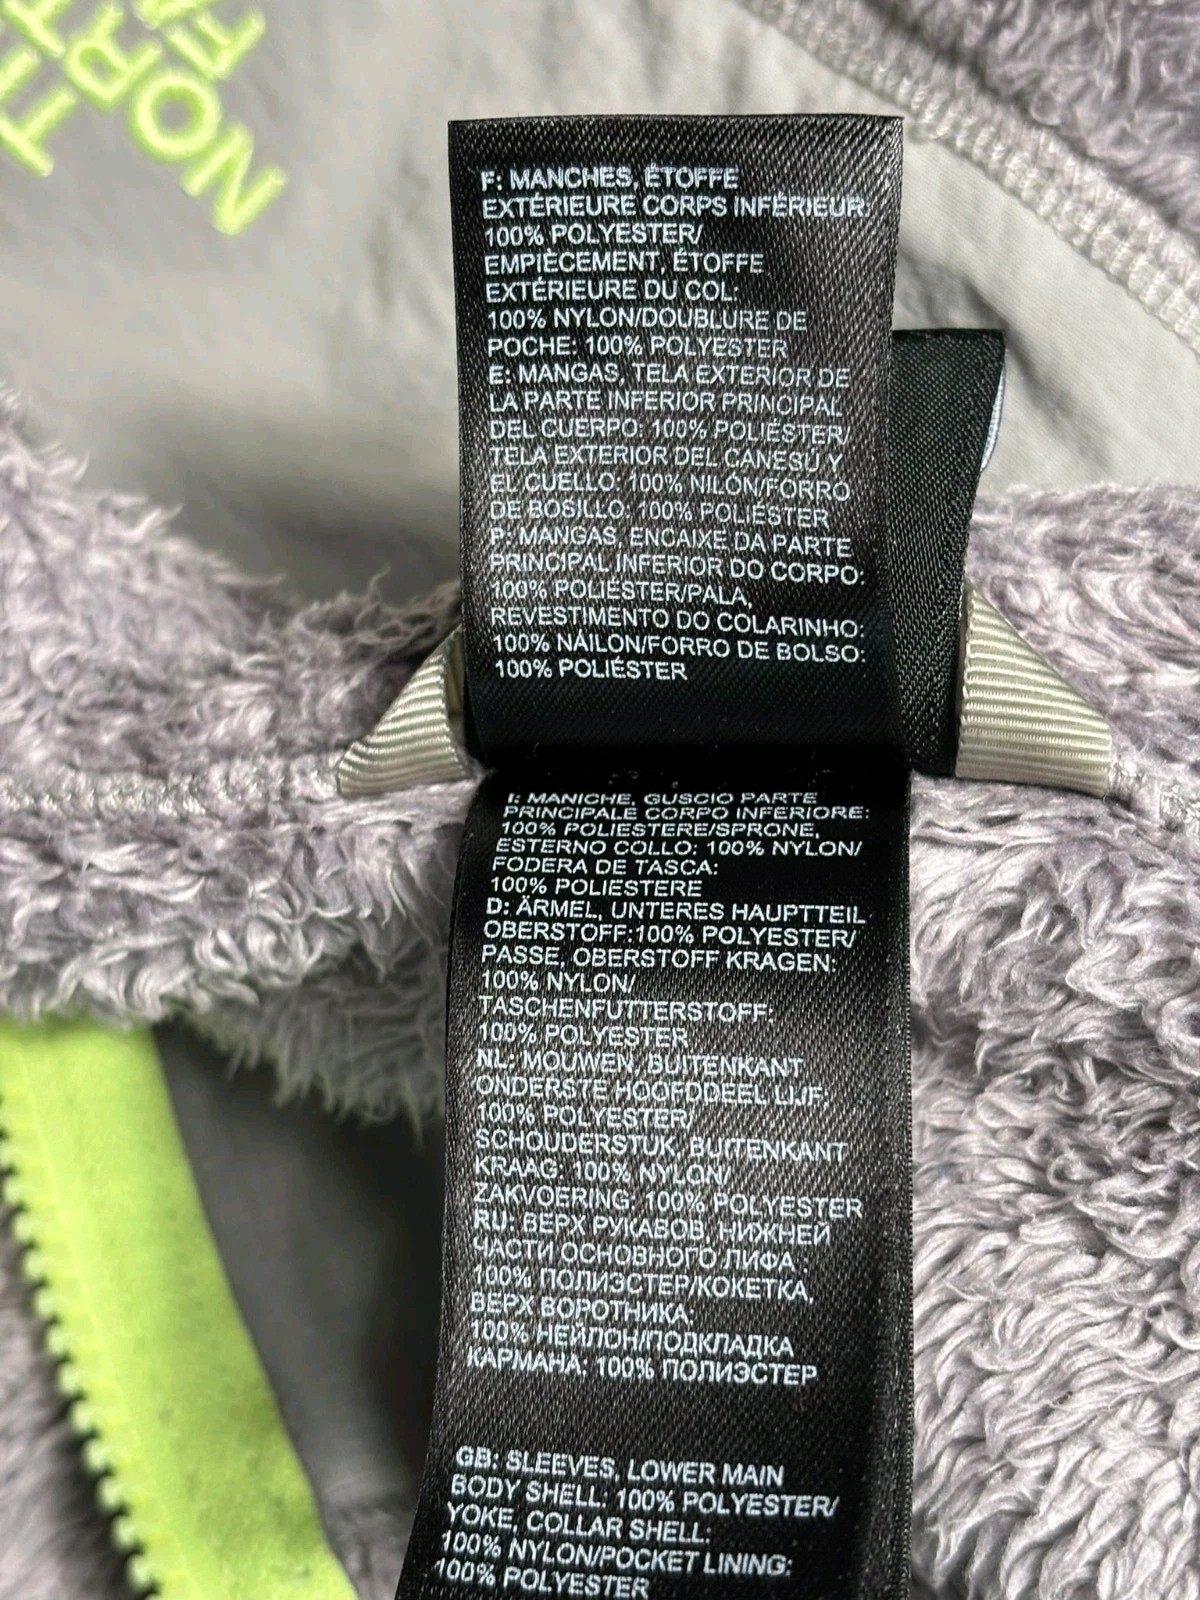 THE
NORTH
FA
F: MANCHES, ÉTOFFE
EXTÉRIEURE CORPS INFÉRIEUR:
100% POLYESTER/
EMPIÈCEMENT, ÉTOFFE
EXTÉRIEURE DU COL:
100% NYLON/DOUBLURE DE
POCHE: 100% POLYESTER
E: MANGAS, TELA EXTERIOR DE
LA PARTE INFERIOR PRINCIPAL
DEL CUERPO: 100% POLIÉSTER/
TELA EXTERIOR DEL CANESÚ Y
EL CUELLO: 100% NILÓN/FORRO
DE BOSILLO: 100% POLIÉSTER
P: MANGAS, ENCAIXE DA PARTE
PRINCIPAL INFERIOR DO CORPO:
100% POLIÉSTER/PALA,
REVESTIMENTO DO COLARINHO:
100% NÁILON/FORRO DE BOLSO:
100% POLIÉSTER
I: MANICHE, GUSCIO PARTE
PRINCIPALE CORPO INFERIORE:
100% POLIESTERE/SPRONE,
ESTERNO COLLO: 100% NYLON/
FODERA DE TASCA:
100% POLIESTERE
D: ÄRMEL, UNTERES HAUPTTEIL
OBERSTOFF:100% POLYESTER/
PASSE, OBERSTOFF KRAGEN:
100% NYLON/
TASCHENFUTTERSTOFF:
100% POLYESTER
NL: MOUWEN, BUITENKANT
ONDERSTE HOOFDDEEL LIJF:
100% POLYESTER/
SCHOUDERSTUK, BUITENKANT
KRAAG: 100% NYLON/
ZAKVOERING: 100% POLYESTER
RU: ВЕРХ РУКАВОВ, НИЖНЕЙ
ЧАСТИ ОСНОВНОГО ЛИФА :
100% ПОЛИЭСТЕР/КОКЕТКА,
ВЕРХ ВОРОТНИКА:
100% НЕЙЛОН/ПОДКЛАДКА
КАРМАНА: 100% ПОЛИЭСТЕР
GB: SLEEVES, LOWER MAIN
BODY SHELL: 100% POLYESTER/
YOKE, COLLAR SHELL:
100% NYLON/POCKET LINING:
100% POLYESTER